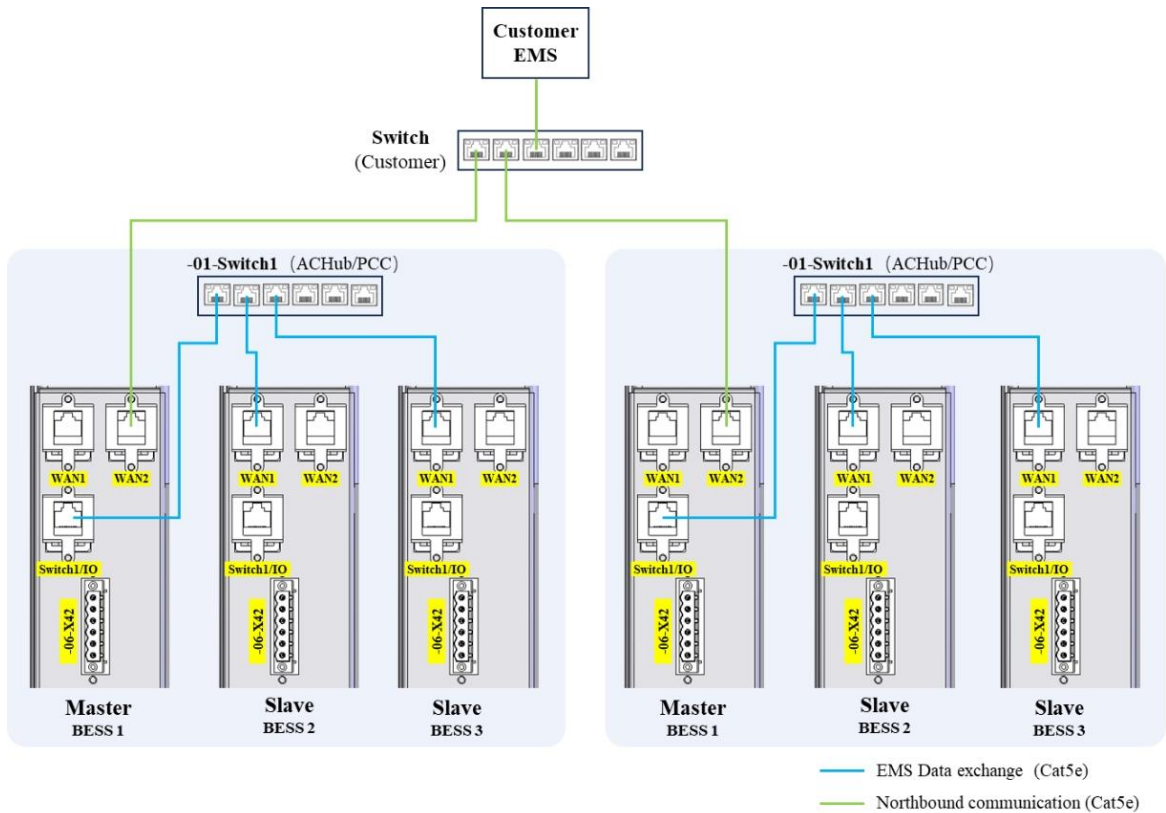 Customer
EMS
Switch
(Customer)
-01-Switch1 (ACHub/PCC)
WAN1 WAN2
Switch1/IO
-06-X42
Master
BESS 1
WAN1 WAN2
Switch1/IO
-06-X42
Slave
BESS 2
WAN1 WAN2
Switch1/IO
-06-X42
Slave
BESS 3
-01-Switch1 (ACHub/PCC)
WAN1 WAN2
Switch1/IO
-06-X42
Master
BESS 1
WAN1 WAN2
Switch1/IO
-06-X42
Slave
BESS 2
WAN1 WAN2
Switch1/IO
-06-X42
Slave
BESS 3
EMS Data exchange (Cat5e)
Northbound communication (Cat5e)